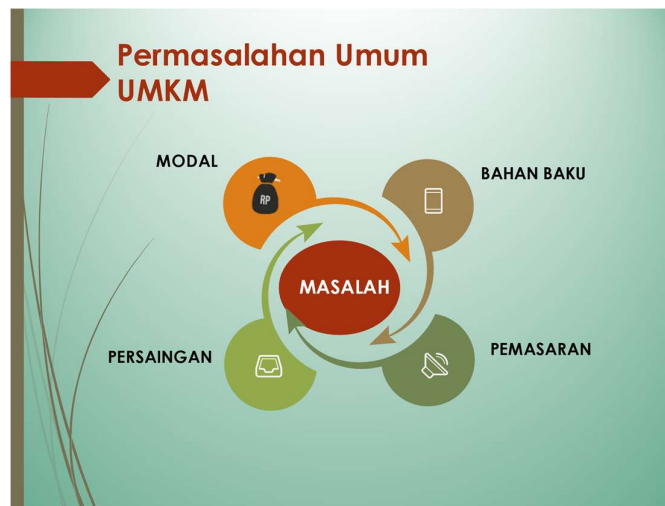 Permasalahan Umum
UMKM
MODAL
RP
BAHAN BAKU
MASALAH
PERSAINGAN
PEMASARAN